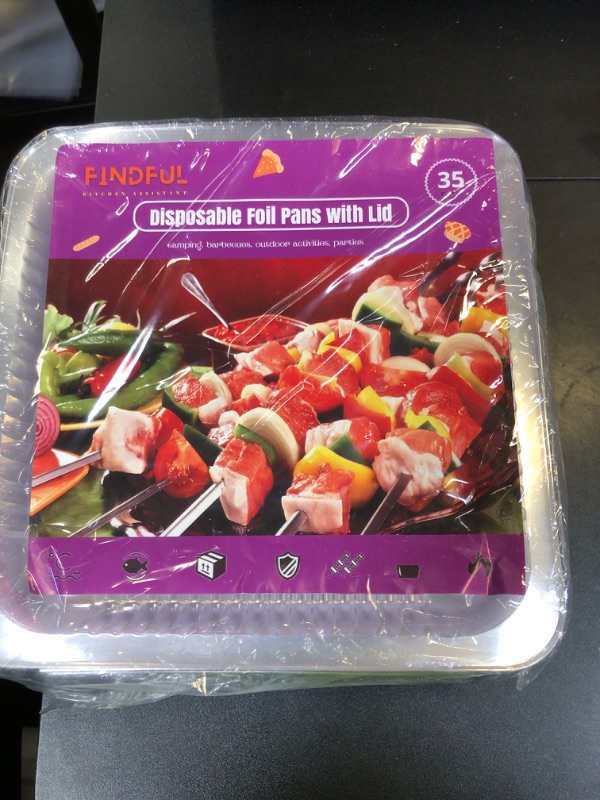 FINDFUL
KITCHEN ASSISTANT
35
Disposable Foil Pans with Lid
camping, barbecues, outdoor activities, parties